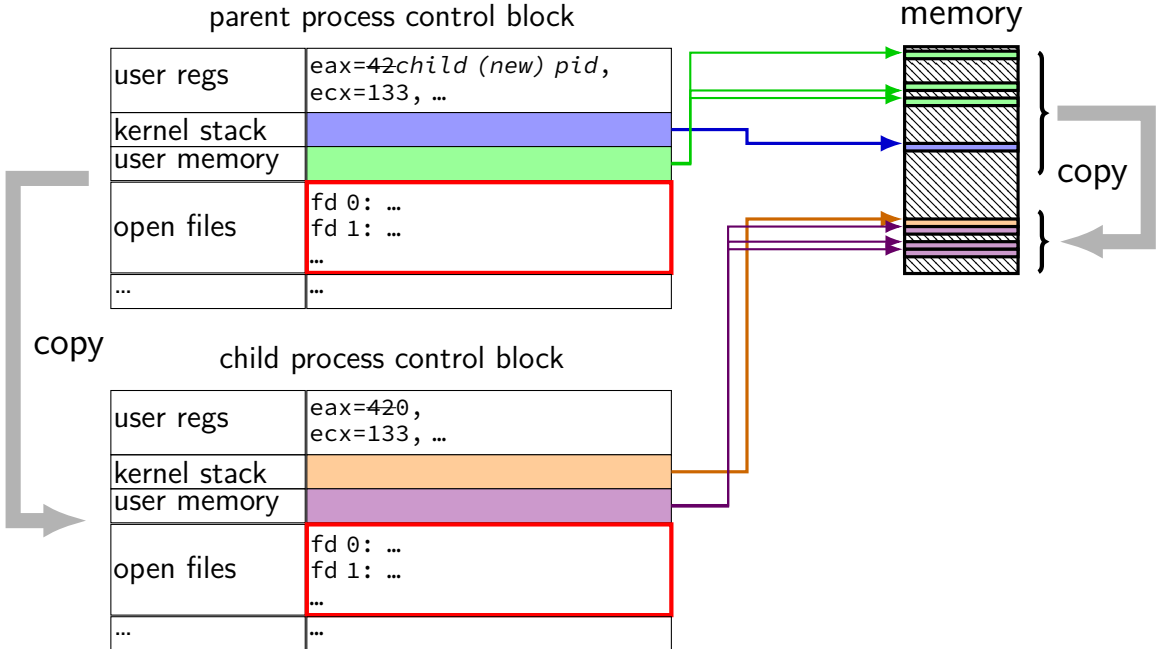 parent process control block
memory
user regs
eax=42child (new) pid,
ecx=133, …
kernel stack
user memory
open files
fd 0: …
fd 1: …
…
…
…
copy
copy
child process control block
user regs
eax=420,
ecx=133, …
kernel stack
user memory
open files
fd 0: …
fd 1: …
…
…
…